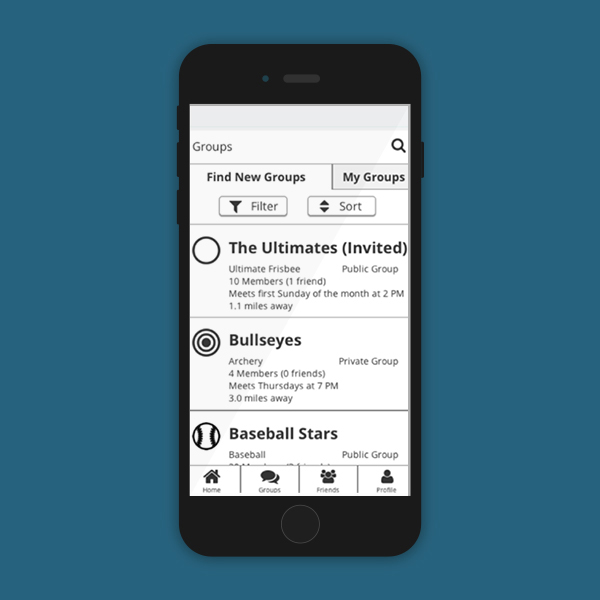 Groups
Find New Groups My Groups
Filter Sort
The Ultimates (Invited)
Ultimate Frisbee Public Group
10 Members (1 friend)
Meets first Sunday of the month at 2 PM
1.1 miles away
Bullseyes
Archery Private Group
4 Members (0 friends)
Meets Thursdays at 7 PM
3.0 miles away
Baseball Stars
Baseball Public Group
Home Groups Friends Profile